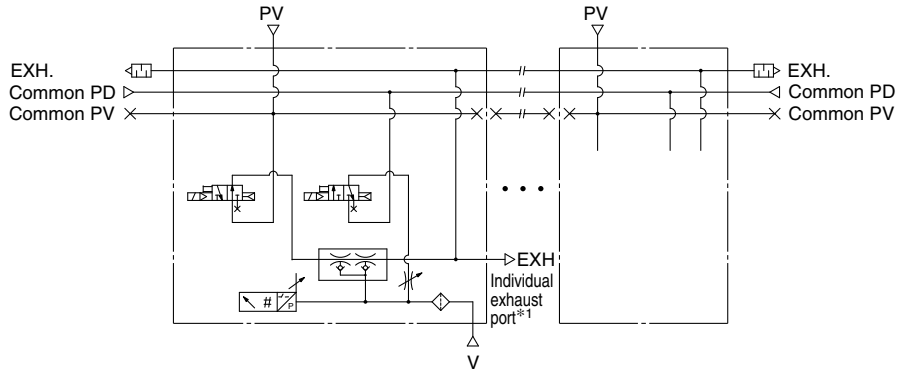 PV
PV
EXH.
EXH.
Common PD
Common PD
Common PV
Common PV
EXH
Individual
exhaust
port*1
#
P
V